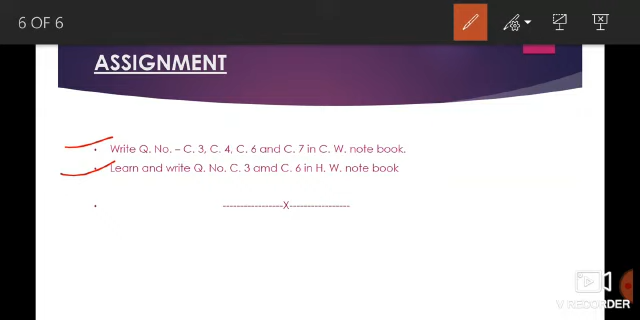 6 OF 6
ASSIGNMENT
• Write Q. No. – C. 3, C. 4, C. 6 and C. 7 in C. W. note book.
• Learn and write Q. No. C. 3 amd C. 6 in H. W. note book
• -----------------X-----------------
V RECORDER